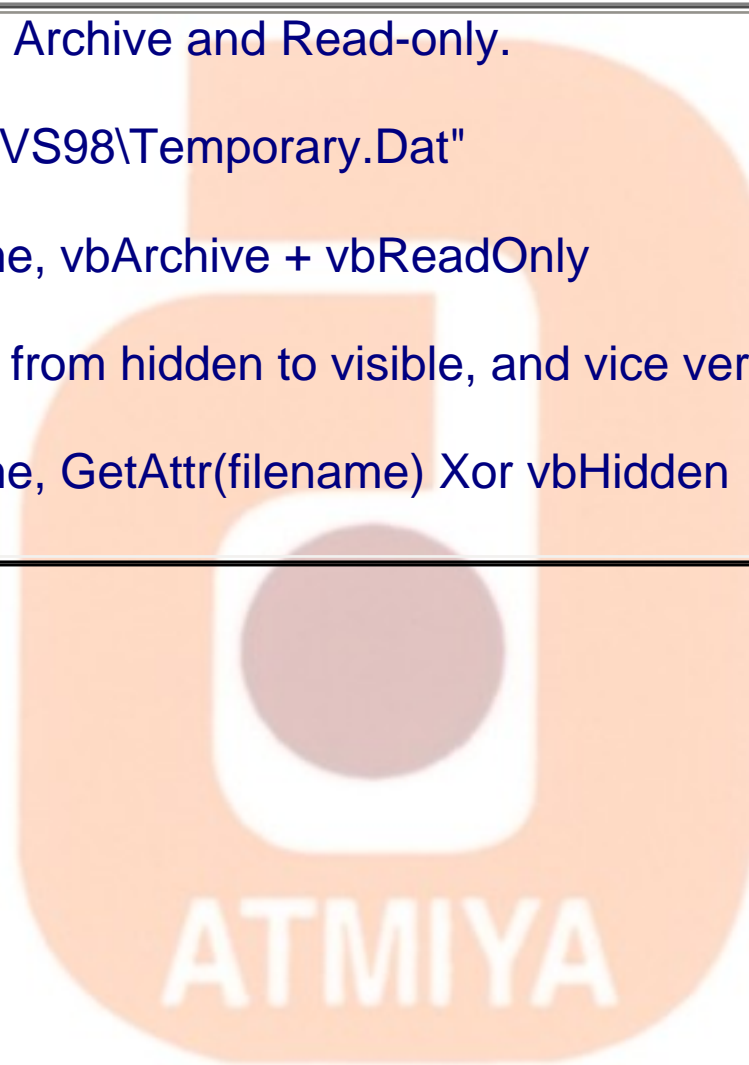 Archive and Read-only.
VS98\Temporary.Dat"
ne, vbArchive + vbReadOnly
from hidden to visible, and vice ver
ne, GetAttr(filename) Xor vbHidden
ATMIYA